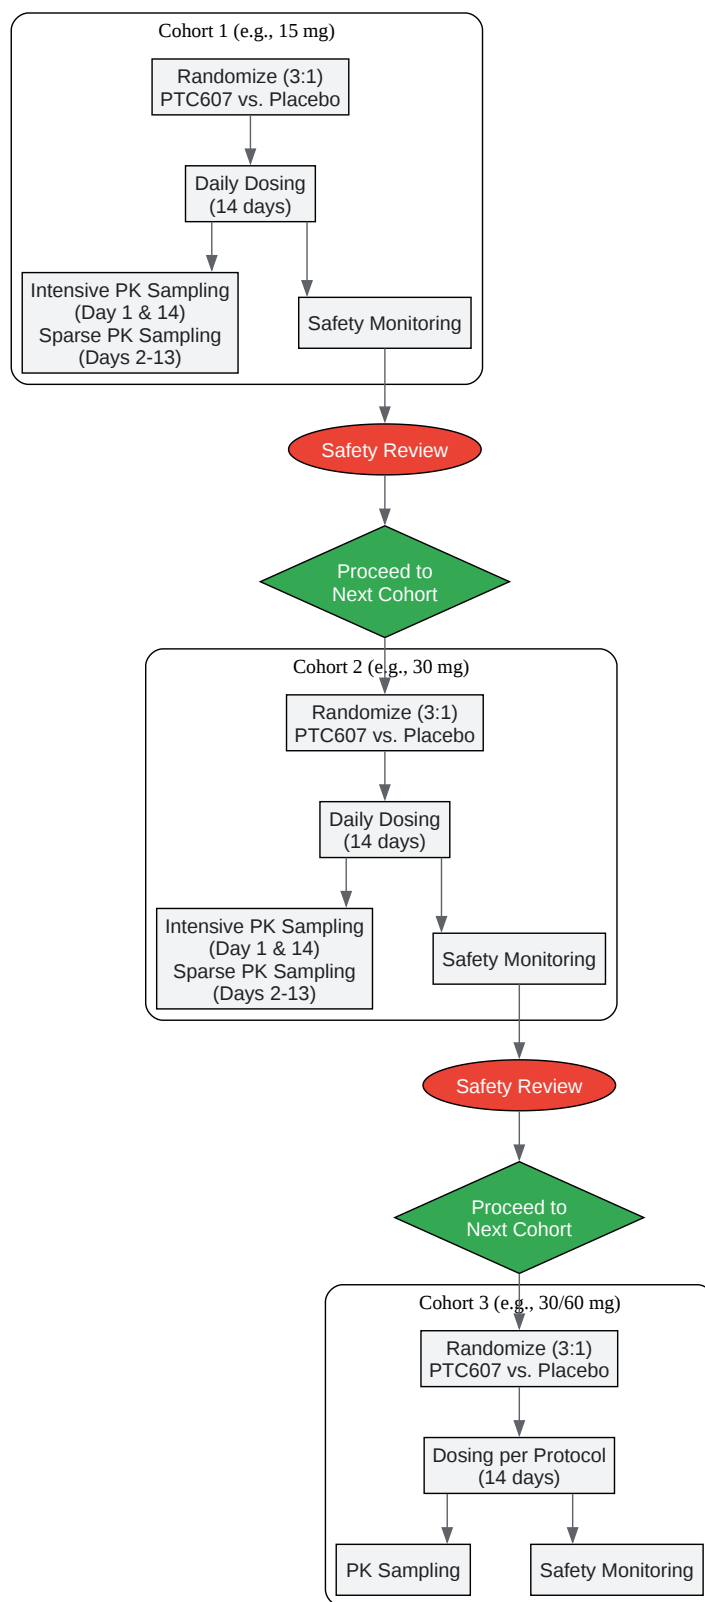 Cohort 1 (e.g., 15 mg)
Randomize (3:1)
PTC607 vs. Placebo
Daily Dosing
(14 days)
Intensive PK Sampling
(Day 1 & 14)
Sparse PK Sampling
(Days 2-13)
Safety Monitoring
Safety Review
Proceed to
Next Cohort
Cohort 2 (e.g., 30 mg)
Randomize (3:1)
PTC607 vs. Placebo
Daily Dosing
(14 days)
Intensive PK Sampling
(Day 1 & 14)
Sparse PK Sampling
(Days 2-13)
Safety Monitoring
Safety Review
Proceed to
Next Cohort
Cohort 3 (e.g., 30/60 mg)
Randomize (3:1)
PTC607 vs. Placebo
Dosing per Protocol
(14 days)
PK Sampling
Safety Monitoring